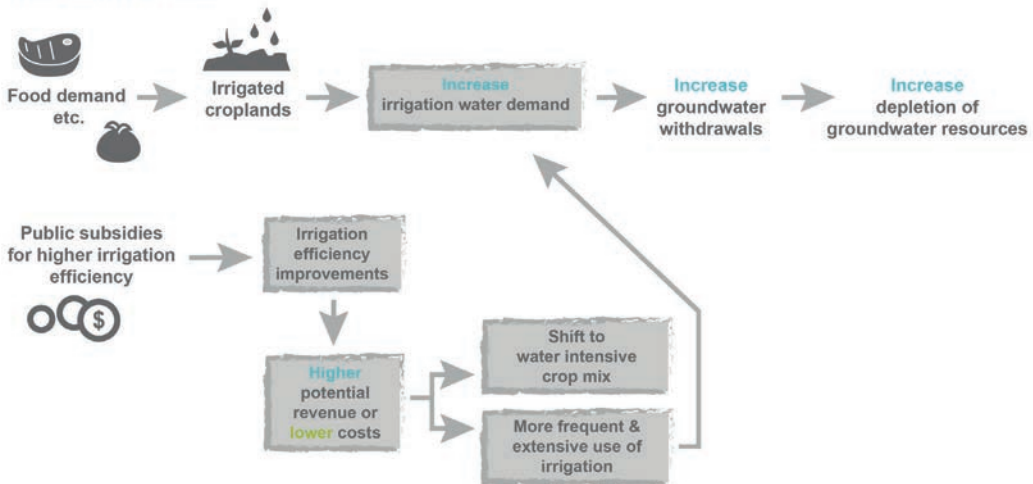 Food demand
etc.
Irrigated
croplands
Increase
irrigation water demand
Increase
groundwater
withdrawals
Increase
depletion of
groundwater resources
Public subsidies
for higher irrigation
efficiency
$
Irrigation
efficiency
improvements
Higher
potential
revenue or
lower costs
Shift to
water intensive
crop mix
More frequent &
extensive use of
irrigation